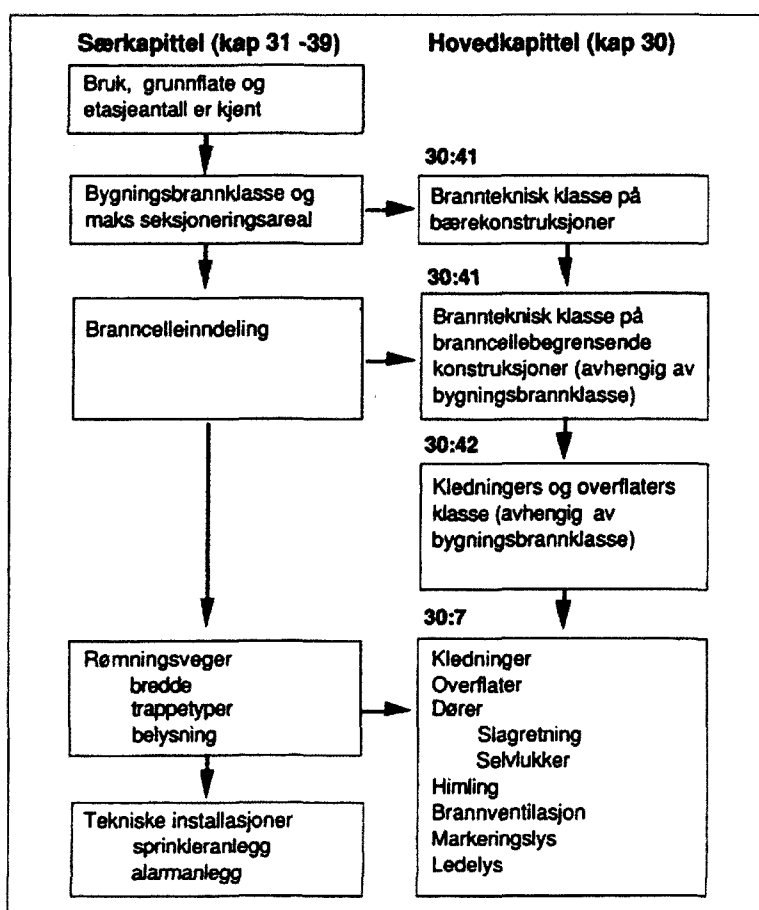 Særkapittel (kap 31 -39)
Bruk, grunnflate og
etasjeantall er kjent
Bygningsbrannklasse og
maks seksjoneringsareal
Branncelleinndeling
Rømningsveger
bredde
trappetyper
belysning
Tekniske installasjoner
sprinkleranlegg
alarmanlegg
Hovedkapittel (kap 30)
30:41
Brannteknisk klasse på
bærekonstruksjoner
30:41
Brannteknisk klasse på
branncellebegrensende
konstruksjoner (avhengig av
bygningsbrannklasse)
30:42
Kledningers og overflaters
klasse (avhengig av
bygningsbrannklasse)
30:7
Kledninger
Overflater
Dører
Slagretning
Selvlukker
Himling
Brannventilasjon
Markeringslys
Ledelys